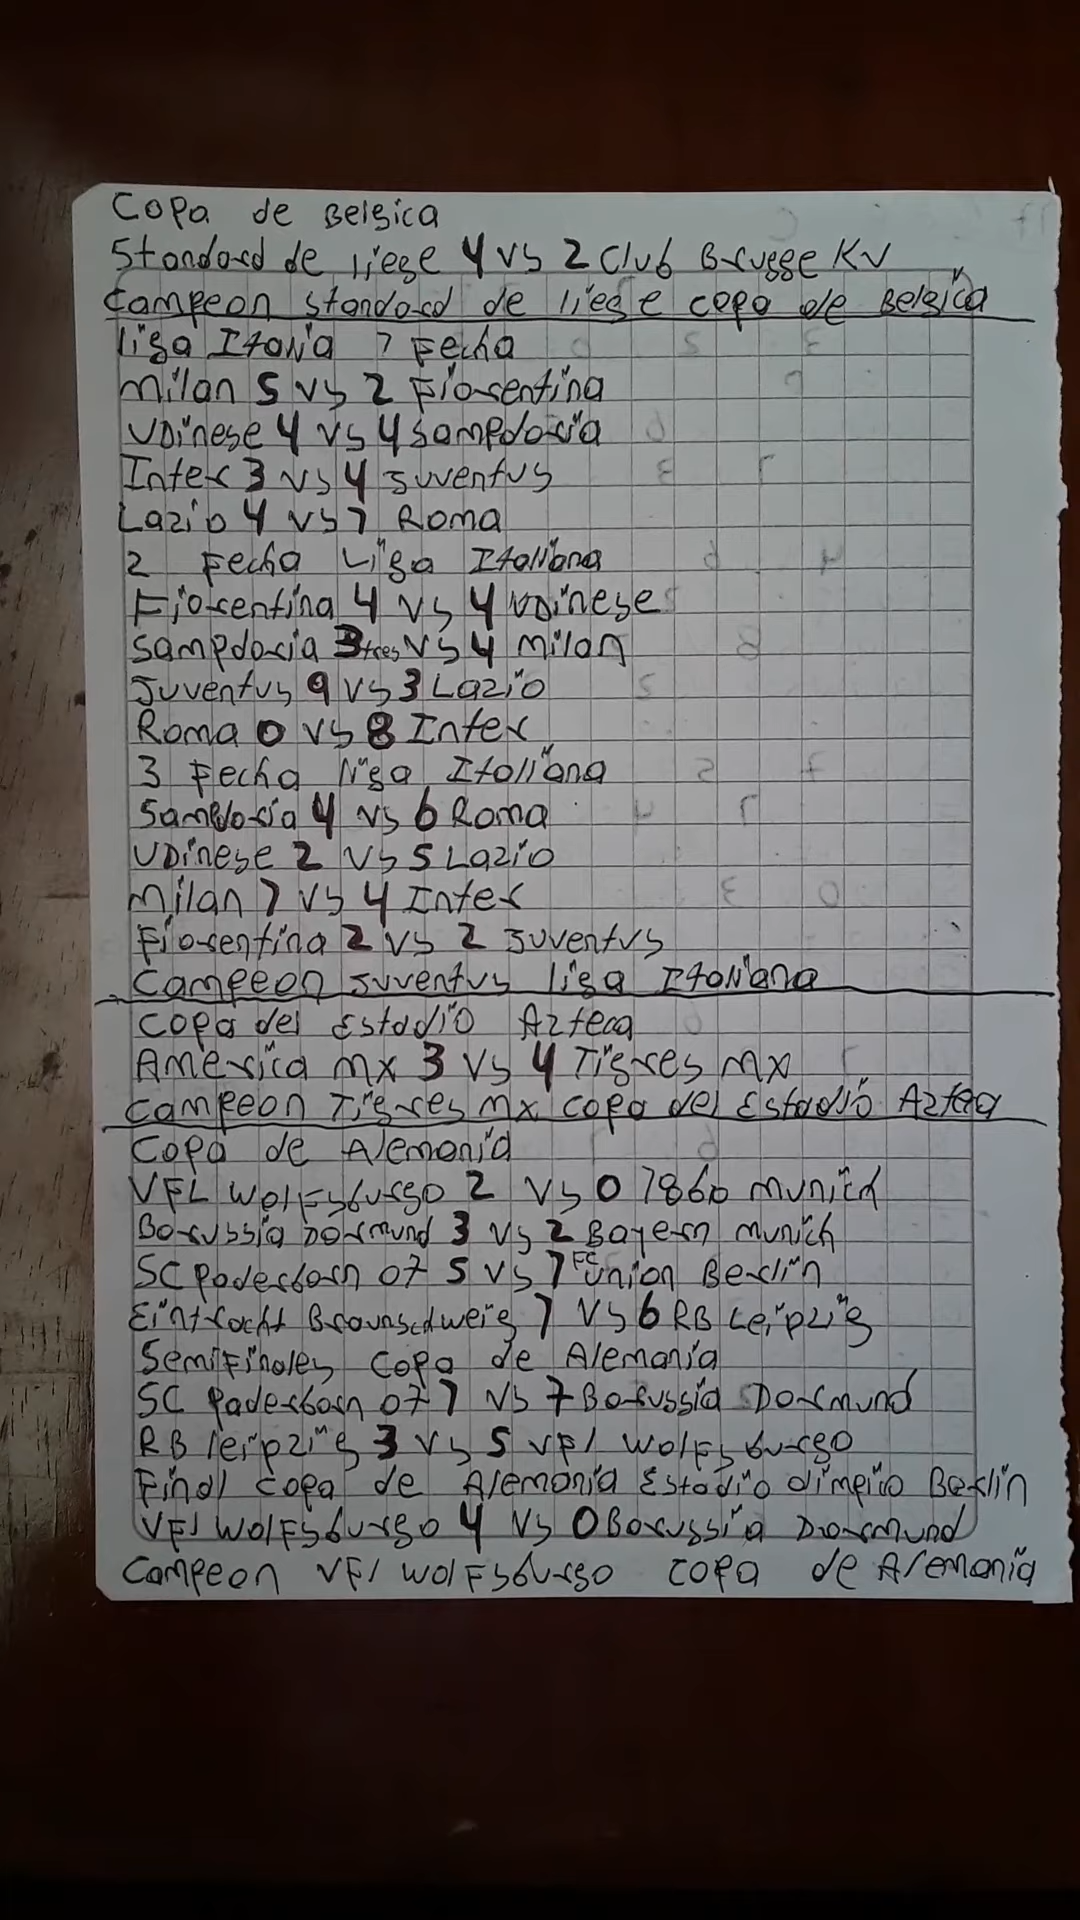 Copa de Belgica
Standard de liege 4 vs 2 Club Brugge KV
Campeon standard de liege copa de Belgica
liga Italia 1 Fecha
Milan 5 vs 2 Fiorentina
UDinese 4 vs 4 sampdoria
Inter 3 vs 4 juventus
Lazio 4 vs 1 Roma
2 Fecha Liga Italiana
Fiorentina 4 vs 4 UDinese
Sampdoria 3 tres vs 4 milan
Juventus 9 vs 3 Lazio
Roma 0 vs 8 Inter
3 Fecha liga Italiana
Sampdoria 4 vs 6 Roma
UDinese 2 vs 5 Lazio
Milan 7 vs 4 Inter
Fiorentina 2 vs 2 juventus
Campeon juventus liga Italiana
Copa del Estadio Azteca
America mx 3 vs 4 Tigres mx
Campeon Tigres mx copa del Estadio Azteca
Copa de Alemania
VFL Wolfsburgo 2 vs 0 1860 munich
Borussia Dormund 3 vs 2 Bayern munich
SC Paderborn 07 5 vs 7 FC union Berlin
Eintracht Braunschweig 7 vs 6 RB Leipzig
Semifinales Copa de Alemania
SC Paderborn 07 1 vs 7 Borussia Dormund
RB leipzig 3 vs 5 VFl wolfsburgo
Final copa de Alemania Estadio olimpico Berlin
VFl Wolfsburgo 4 vs 0 Borussia Dormund
Campeon VFl wolfsburgo copa de Alemania